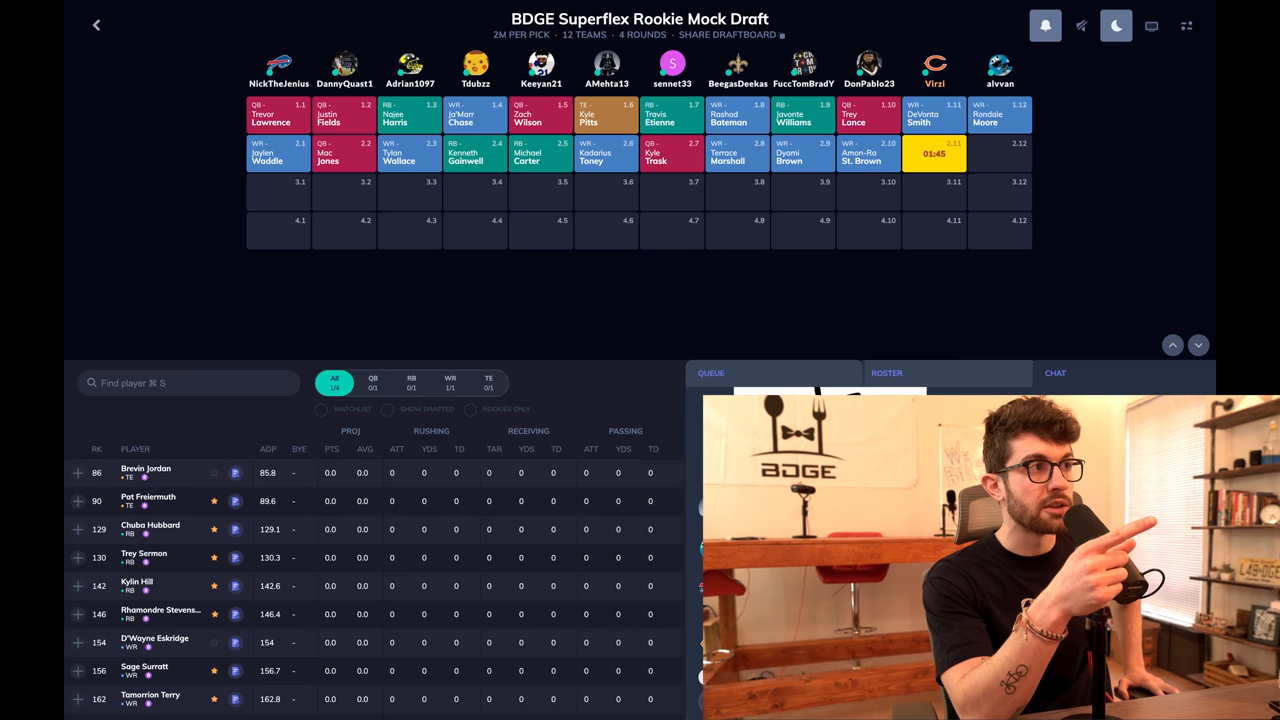 BDGE Superflex Rookie Mock Draft
2M PER PICK · 12 TEAMS · 4 ROUNDS · SHARE DRAFTBOARD
NickTheJenius DannyQuast1 Adrian1097 Tdubzz Keeyan21 AMehta13 sennet33 BeegasDeekas FuccTomBradY DonPablo23 Virzi alvvan
QB - 1.1 QB - 1.2 RB - 1.3 WR - 1.4 QB - 1.5 TE - 1.6 RB - 1.7 WR - 1.8 RB - 1.9 QB - 1.10 WR - 1.11 WR - 1.12
Trevor Justin Najee Ja'Marr Zach Kyle Travis Rashod Javonte Trey DeVonta Rondale
Lawrence Fields Harris Chase Wilson Pitts Etienne Bateman Williams Lance Smith Moore
WR - 2.1 QB - 2.2 WR - 2.3 RB - 2.4 RB - 2.5 WR - 2.6 QB - 2.7 WR - 2.8 WR - 2.9 WR - 2.10 2.11 2.12
Jaylen Mac Tylan Kenneth Michael Kadarius Kyle Terrace Dyami Amon-Ra 01:45
Waddle Jones Wallace Gainwell Carter Toney Trask Marshall Brown St. Brown
3.1 3.2 3.3 3.4 3.5 3.6 3.7 3.8 3.9 3.10 3.11 3.12
4.1 4.2 4.3 4.4 4.5 4.6 4.7 4.8 4.9 4.10 4.11 4.12
Find player ⌘ S All QB RB WR TE
1/4 0/1 0/1 1/1 0/1
WATCHLIST SHOW DRAFTED ROOKIES ONLY
PROJ RUSHING RECEIVING PASSING
RK PLAYER ADP BYE PTS AVG ATT YDS TD TAR YDS TD ATT YDS TD
86 Brevin Jordan 85.8 - 0.0 0.0 0 0 0 0 0 0 0 0 0
TE
90 Pat Freiermuth 89.6 - 0.0 0.0 0 0 0 0 0 0 0 0 0
TE
129 Chuba Hubbard 129.1 - 0.0 0.0 0 0 0 0 0 0 0 0 0
RB
130 Trey Sermon 130.3 - 0.0 0.0 0 0 0 0 0 0 0 0 0
RB
142 Kylin Hill 142.6 - 0.0 0.0 0 0 0 0 0 0 0 0 0
RB
146 Rhamondre Stevens... 146.4 - 0.0 0.0 0 0 0 0 0 0 0 0 0
RB
154 D'Wayne Eskridge 154 - 0.0 0.0 0 0 0 0 0 0 0 0 0
WR
156 Sage Surratt 156.7 - 0.0 0.0 0 0 0 0 0 0 0 0 0
WR
162 Tamorrion Terry 162.8 - 0.0 0.0 0 0 0 0 0 0 0 0 0
WR
QUEUE ROSTER CHAT
BDGE